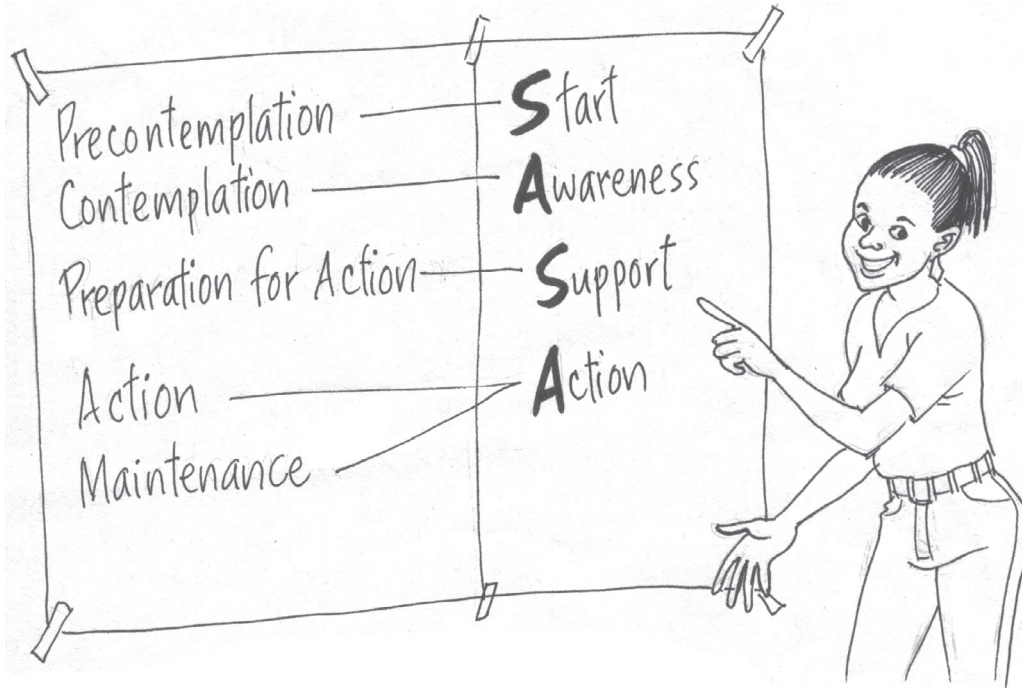 Precontemplation Start
Contemplation Awareness
Preparation for Action Support
Action Action
Maintenance